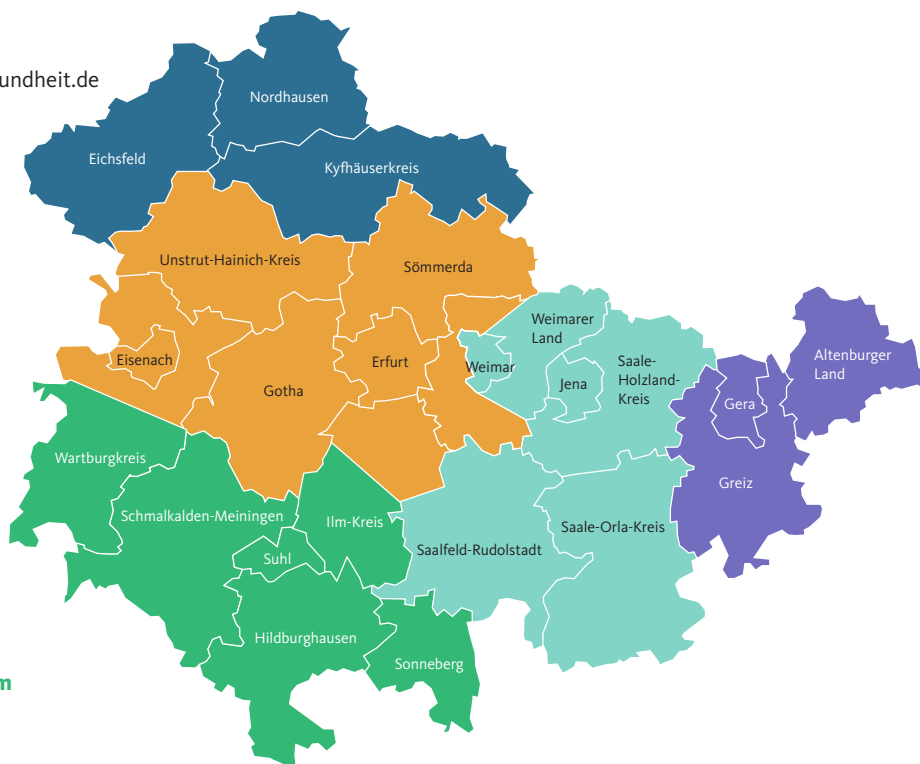 undheit.de
Nordhausen
Eichsfeld
Kyfhäuserkreis
Unstrut-Hainich-Kreis
Sömmerda
Weimarer
Land
Eisenach
Erfurt
Weimar
Gotha
Jena
Saale-
Holzland-
Kreis
Altenburger
Land
Gera
Wartburgkreis
Greiz
Schmalkalden-Meiningen
Ilm-Kreis
Saale-Orla-Kreis
Suhl
Saalfeld-Rudolstadt
Hildburghausen
Sonneberg